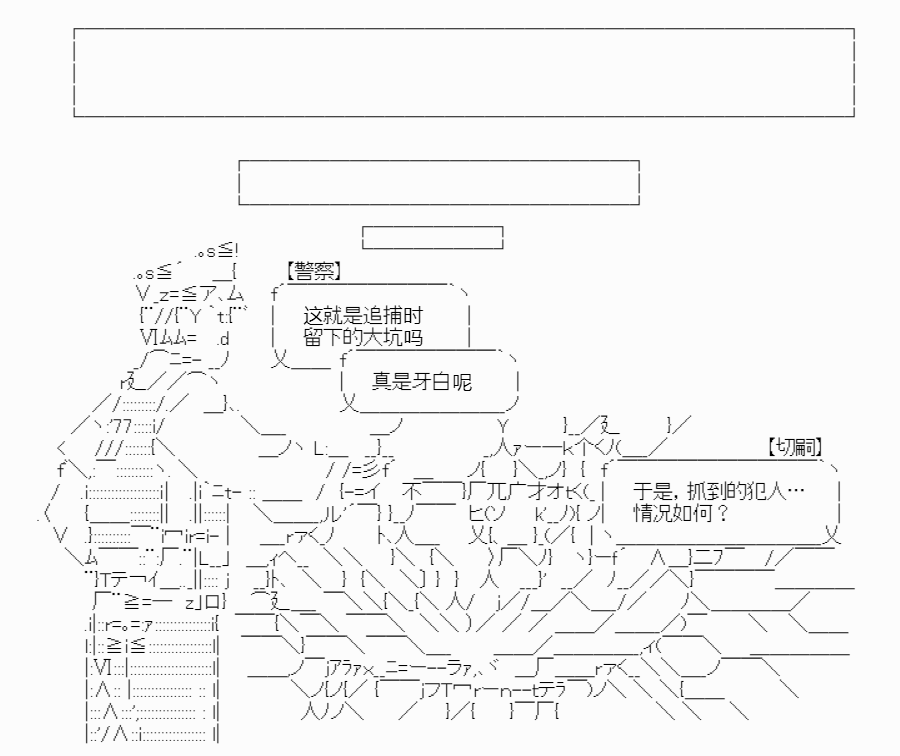 【警察】
这就是追捕时
留下的大坑吗
真是牙白呢
【切嗣】
于是，抓到的犯人…
情况如何？